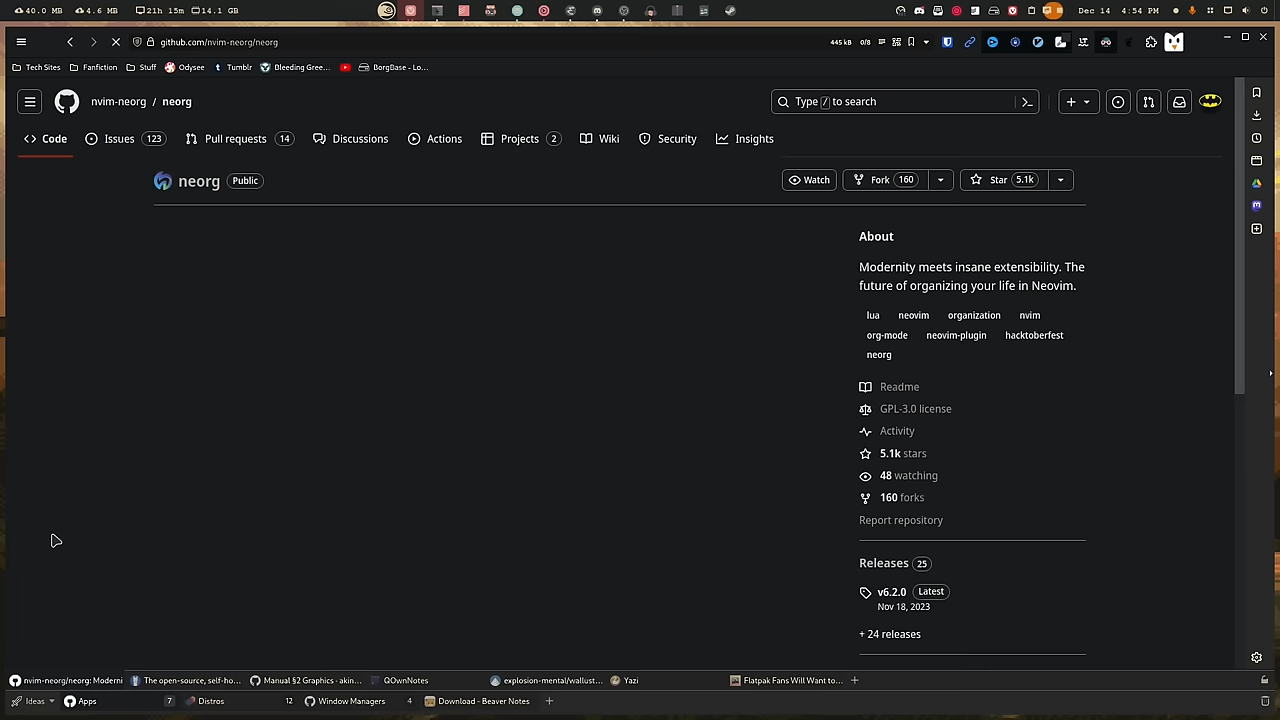 40.0 MB 4.6 MB 21h 15m 14.1 GB Dec 14 4:54 PM
github.com/nvim-neorg/neorg 445 kB 0/8
Tech Sites Fanfiction Stuff Odysee Tumblr Bleeding Gree... BorgBase - Lo...
nvim-neorg / neorg Type / to search
Code Issues 123 Pull requests 14 Discussions Actions Projects 2 Wiki Security Insights
neorg Public Watch Fork 160 Star 5.1k
About
Modernity meets insane extensibility. The
future of organizing your life in Neovim.
lua neovim organization nvim
org-mode neovim-plugin hacktoberfest
neorg
Readme
GPL-3.0 license
Activity
5.1k stars
48 watching
160 forks
Report repository
Releases 25
v6.2.0 Latest
Nov 18, 2023
+ 24 releases
nvim-neorg/neorg: Moderni The open-source, self-ho... Manual §2 Graphics · akin... QOwnNotes explosion-mental/wallust... Yazi Flatpak Fans Will Want to...
Ideas Apps 7 Distros 12 Window Managers 4 Download - Beaver Notes